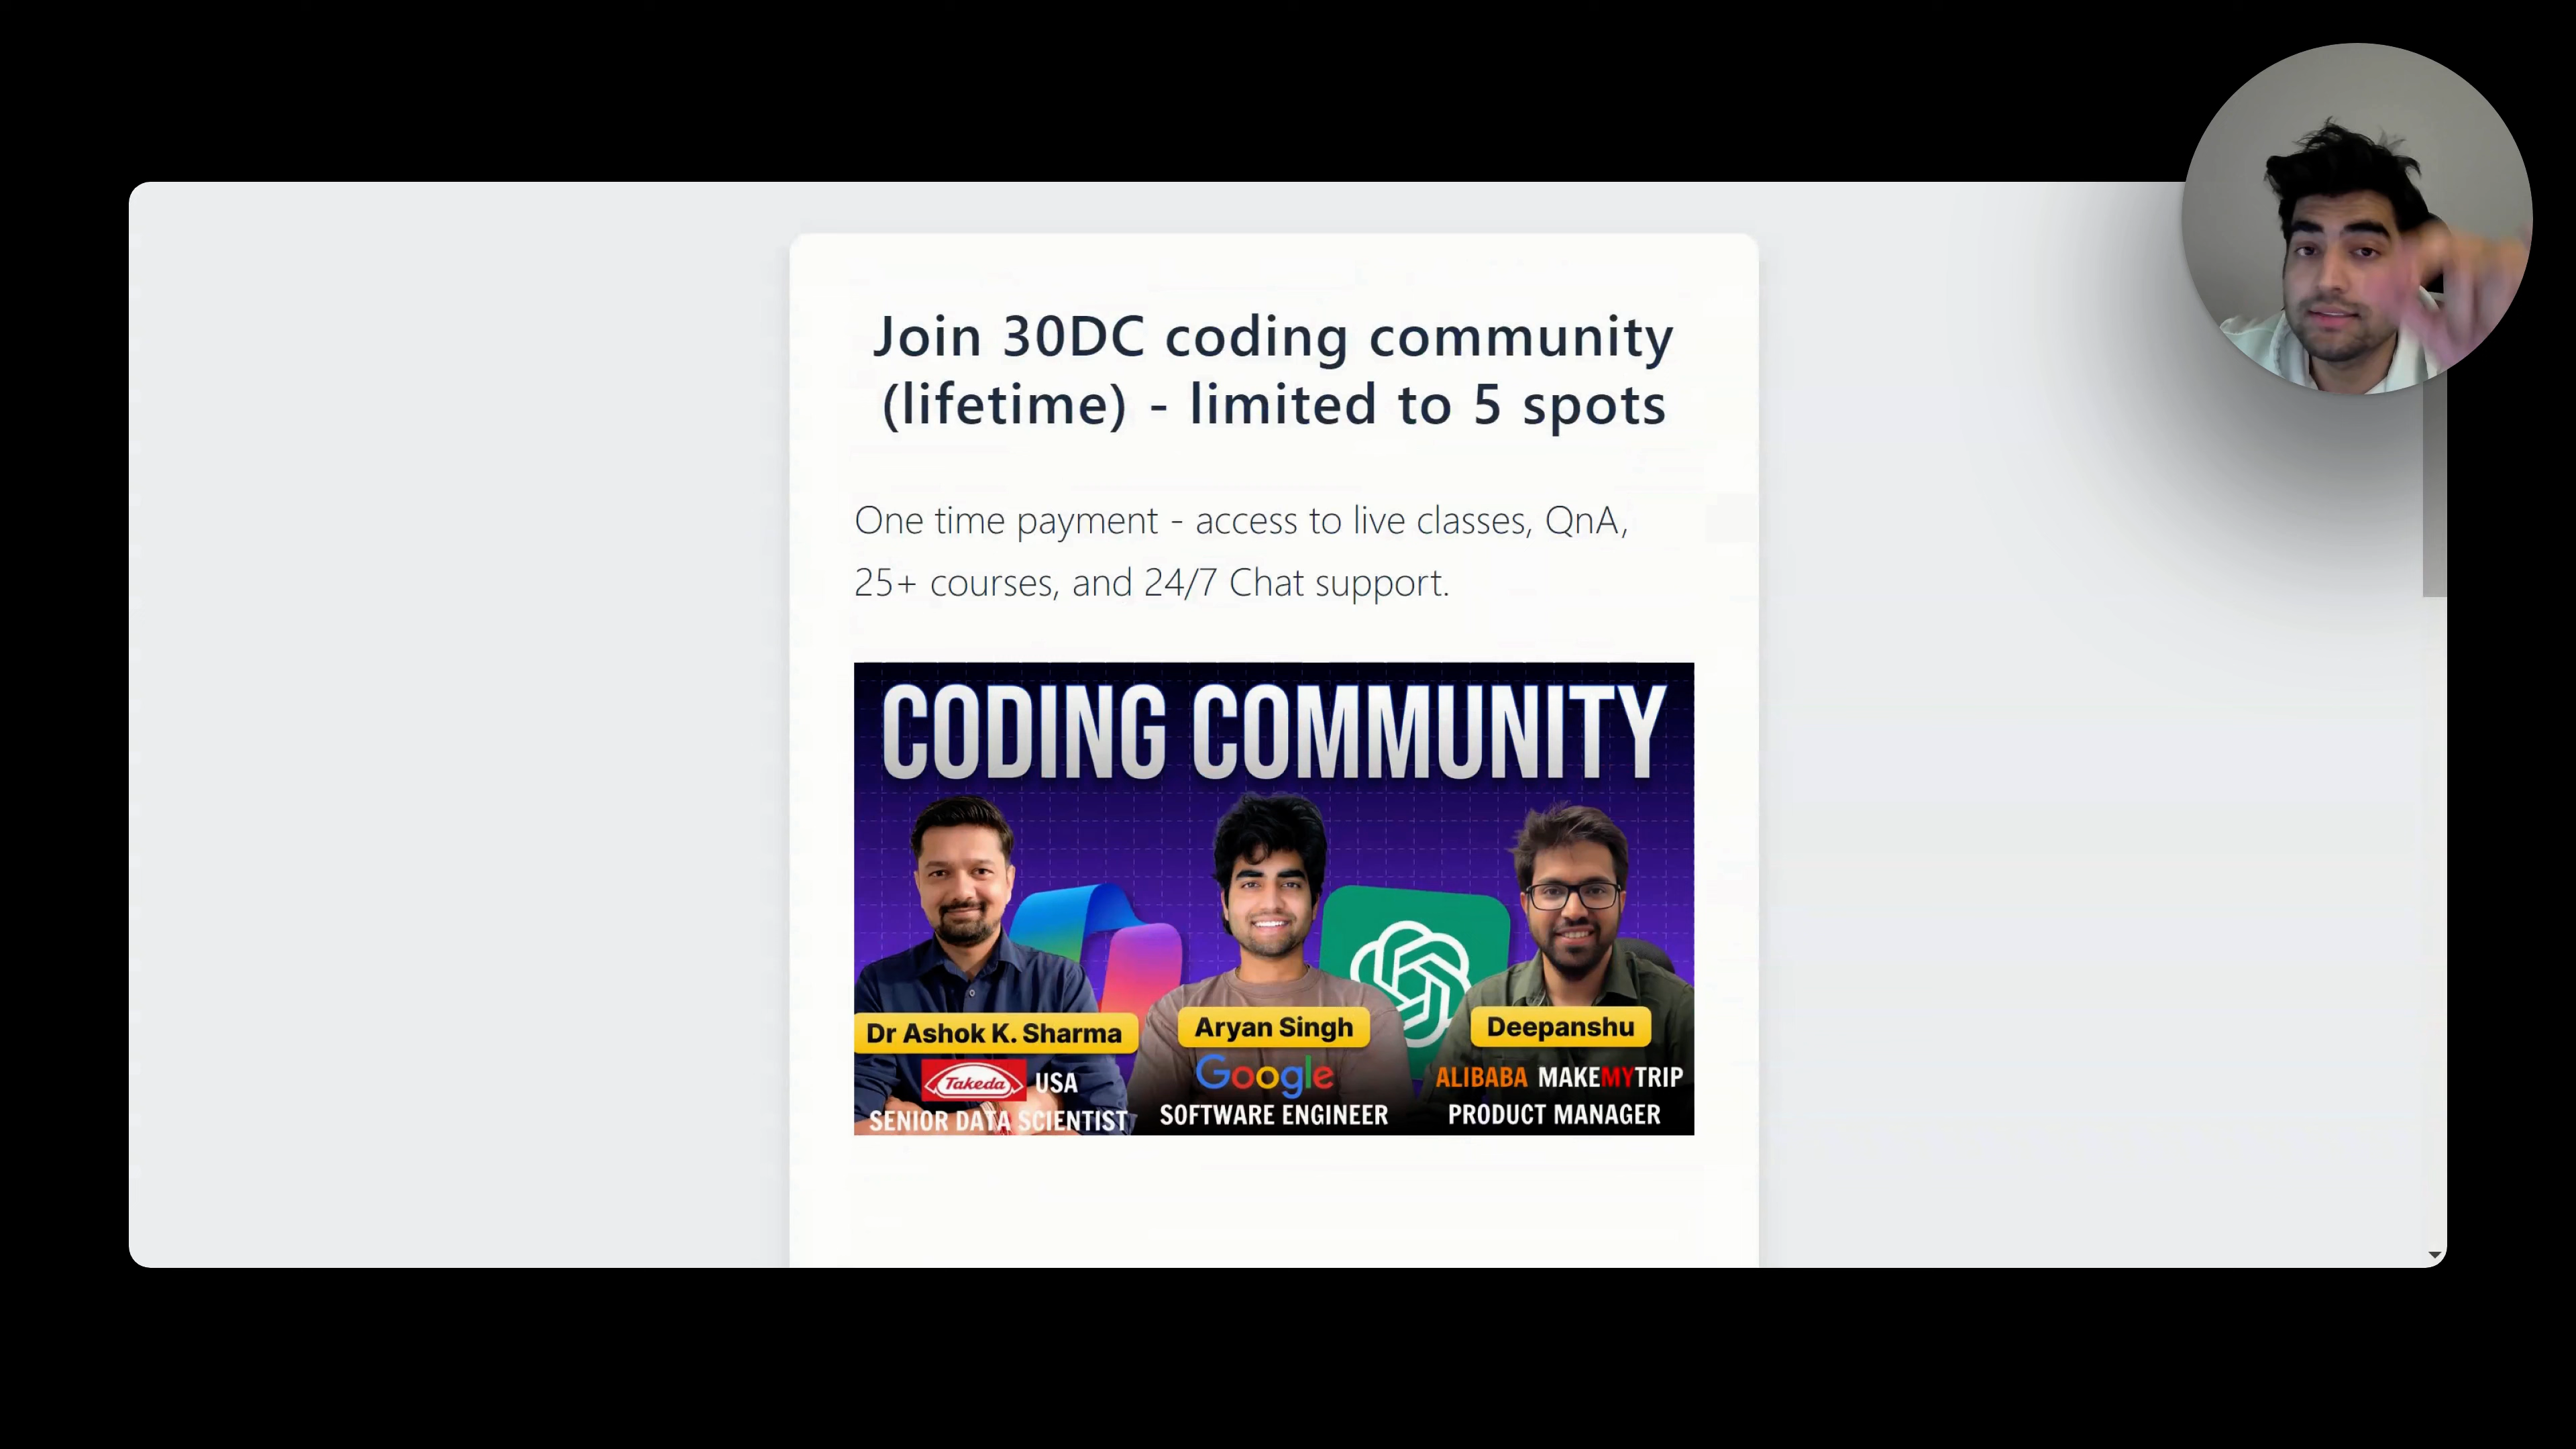 Join 30DC coding community
(lifetime) - limited to 5 spots
One time payment - access to live classes, QnA,
25+ courses, and 24/7 Chat support.
CODING COMMUNITY
Dr Ashok K. Sharma
Takeda USA
SENIOR DATA SCIENTIST
Aryan Singh
Google
SOFTWARE ENGINEER
Deepanshu
ALIBABA MAKEMYTRIP
PRODUCT MANAGER